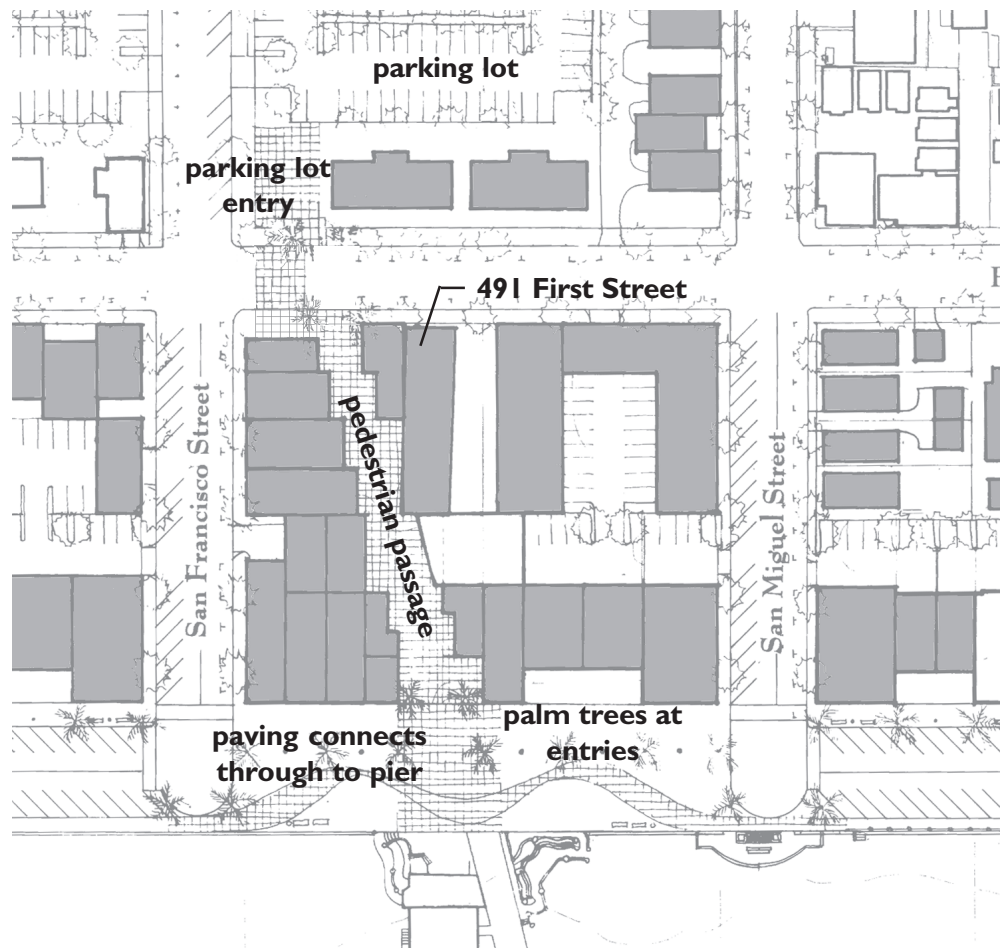 parking lot
parking lot
entry
491 First Street
F
pedestrian passage
San Francisco Street
San Miguel Street
palm trees at
entries
paving connects
through to pier